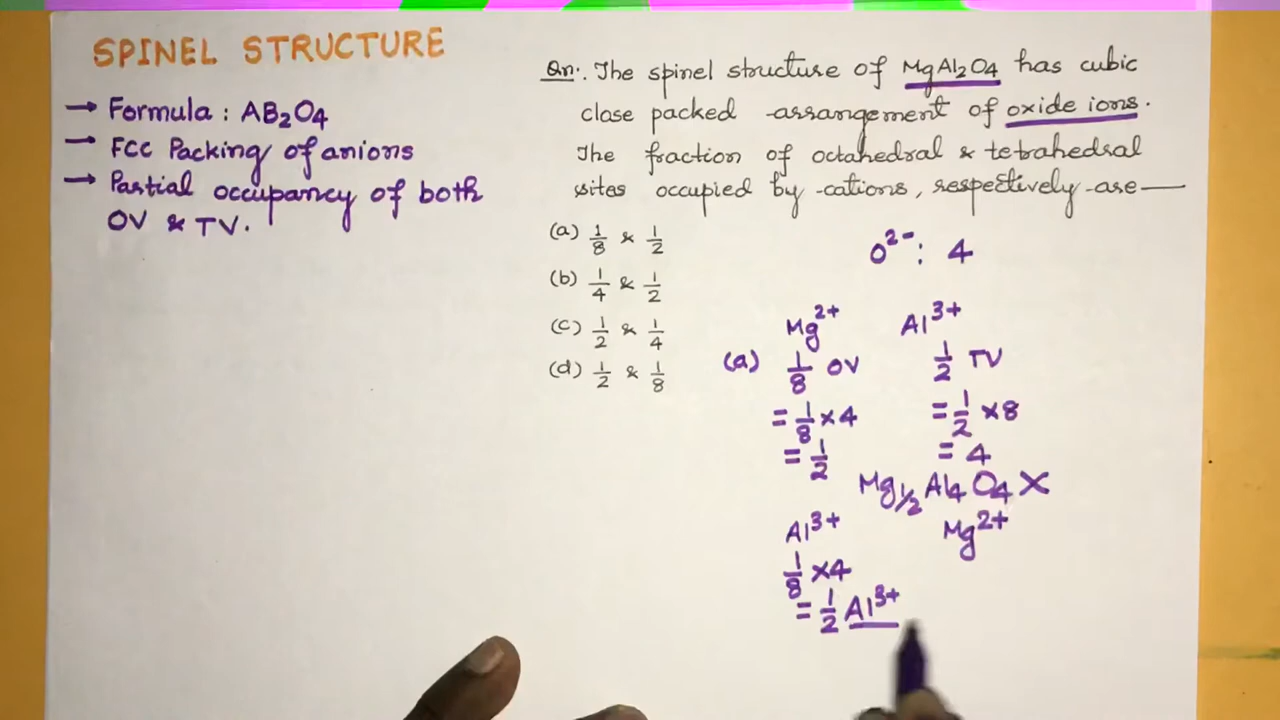 SPINEL STRUCTURE
→ Formula : AB₂O₄
→ FCC Packing of anions
→ Partial occupancy of both
OV & TV.
Qn:. The spinel structure of MgAl₂O₄ has cubic
close packed arrangement of oxide ions.
The fraction of octahedral & tetrahedral
sites occupied by cations, respectively are—
(a) 1/8 & 1/2
(b) 1/4 & 1/2
(c) 1/2 & 1/4
(d) 1/2 & 1/8
O²⁻ : 4
Mg²⁺ Al³⁺
(a) 1/8 OV 1/2 TV
= 1/8 × 4 = 1/2 × 8
= 1/2 = 4
Mg₁/₂ Al₄ O₄ ×
Al³⁺ Mg²⁺
1/8 × 4
= 1/2 Al³⁺